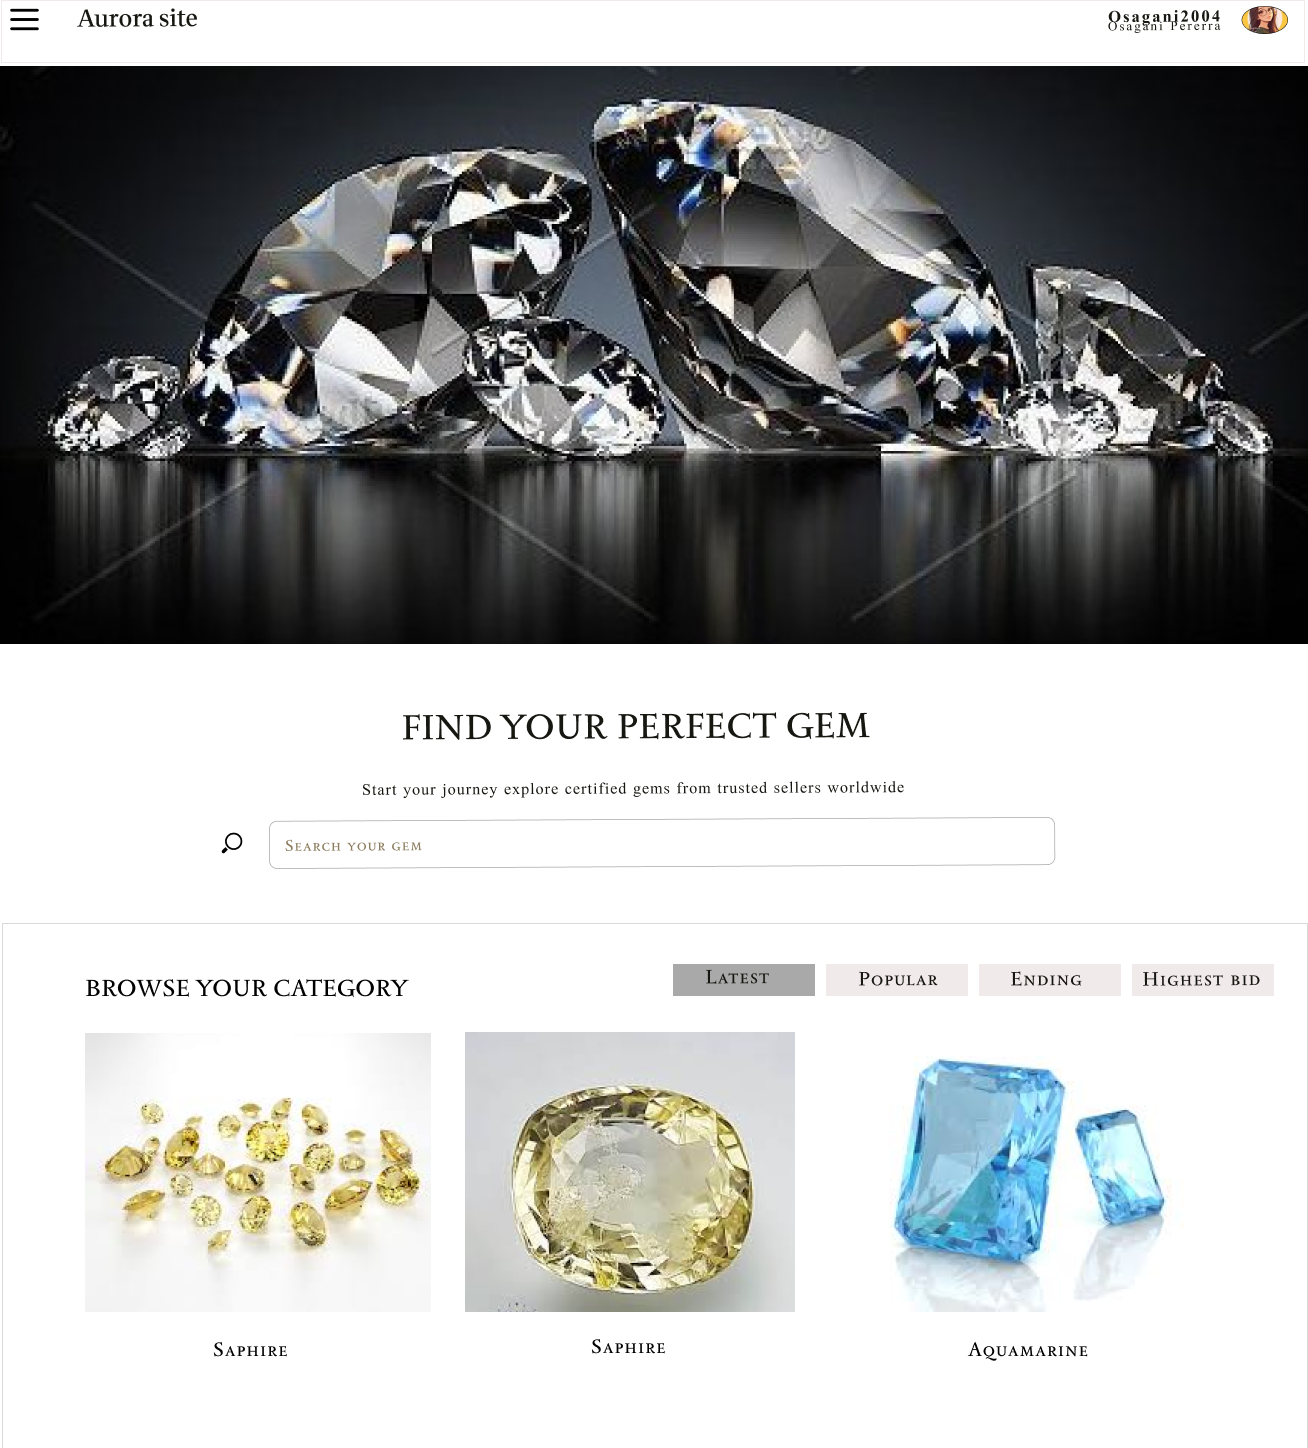 Aurora site
Osagani2004
Osagani Pererra
FIND YOUR PERFECT GEM
Start your journey explore certified gems from trusted sellers worldwide
Search your gem
BROWSE YOUR CATEGORY
Latest
Popular
Ending
Highest bid
Saphire
Saphire
Aquamarine